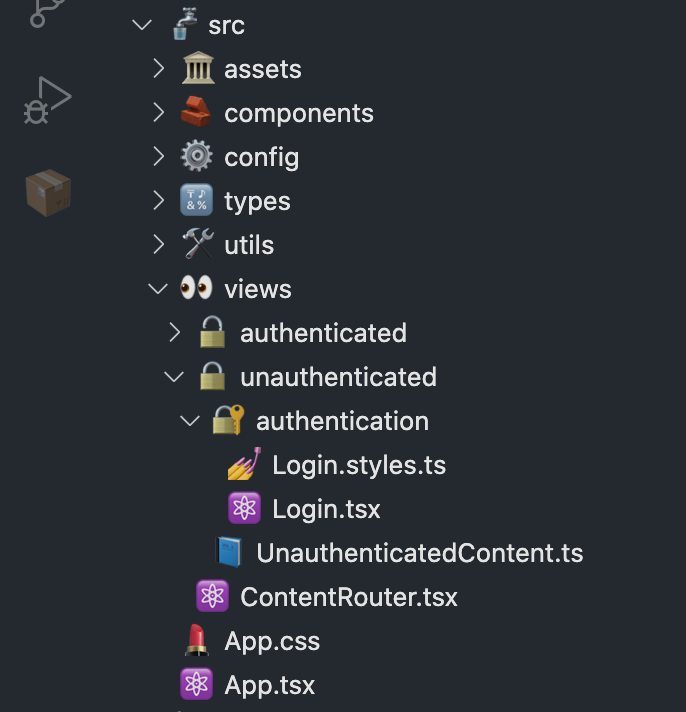 src
assets
components
config
types
utils
views
authenticated
unauthenticated
authentication
Login.styles.ts
Login.tsx
UnauthenticatedContent.ts
ContentRouter.tsx
App.css
App.tsx